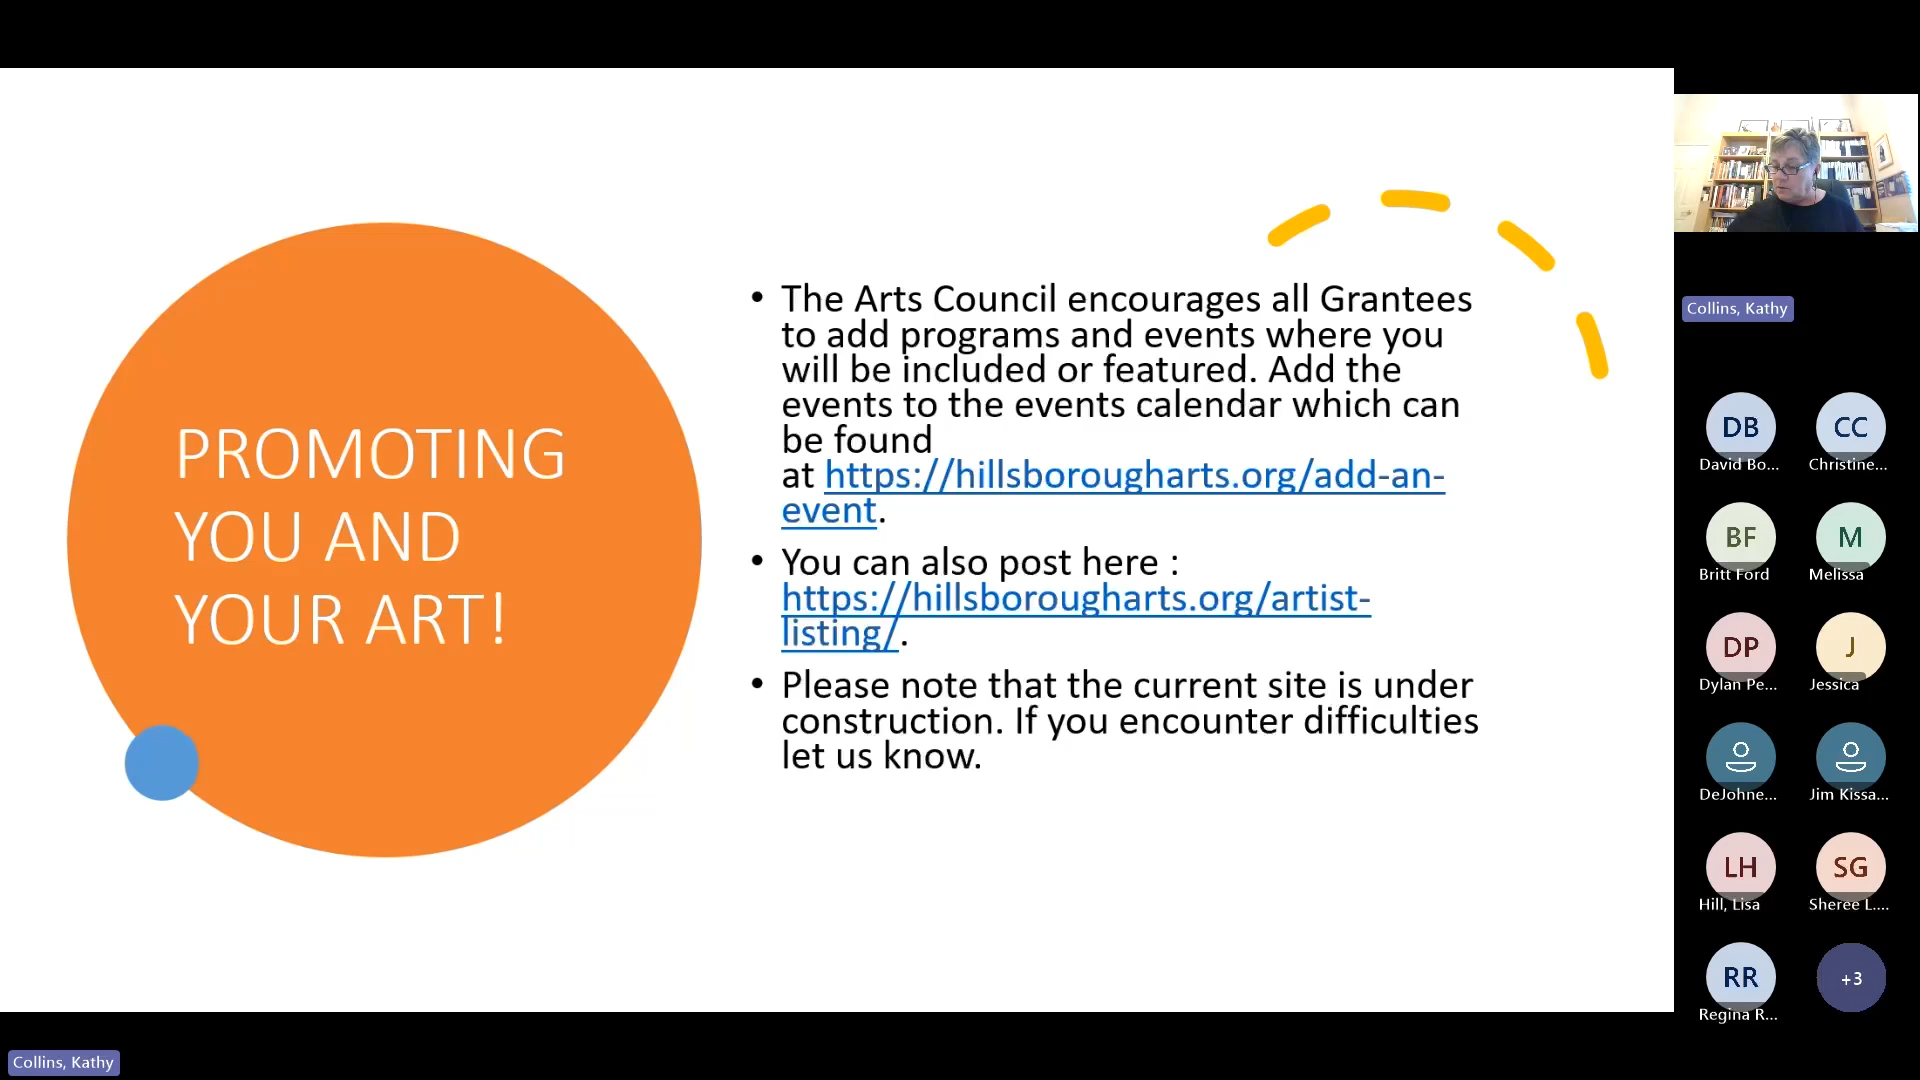 PROMOTING
YOU AND
YOUR ART!
• The Arts Council encourages all Grantees
to add programs and events where you
will be included or featured. Add the
events to the events calendar which can
be found
at https://hillsborougharts.org/add-an-
event.
• You can also post here :
https://hillsborougharts.org/artist-
listing/.
• Please note that the current site is under
construction. If you encounter difficulties
let us know.
Collins, Kathy
DB
David Bo...
CC
Christine...
BF
Britt Ford
M
Melissa
DP
Dylan Pe...
J
Jessica
DeJohne...
Jim Kissa...
LH
Hill, Lisa
SG
Sheree L....
RR
Regina R...
+3
Collins, Kathy